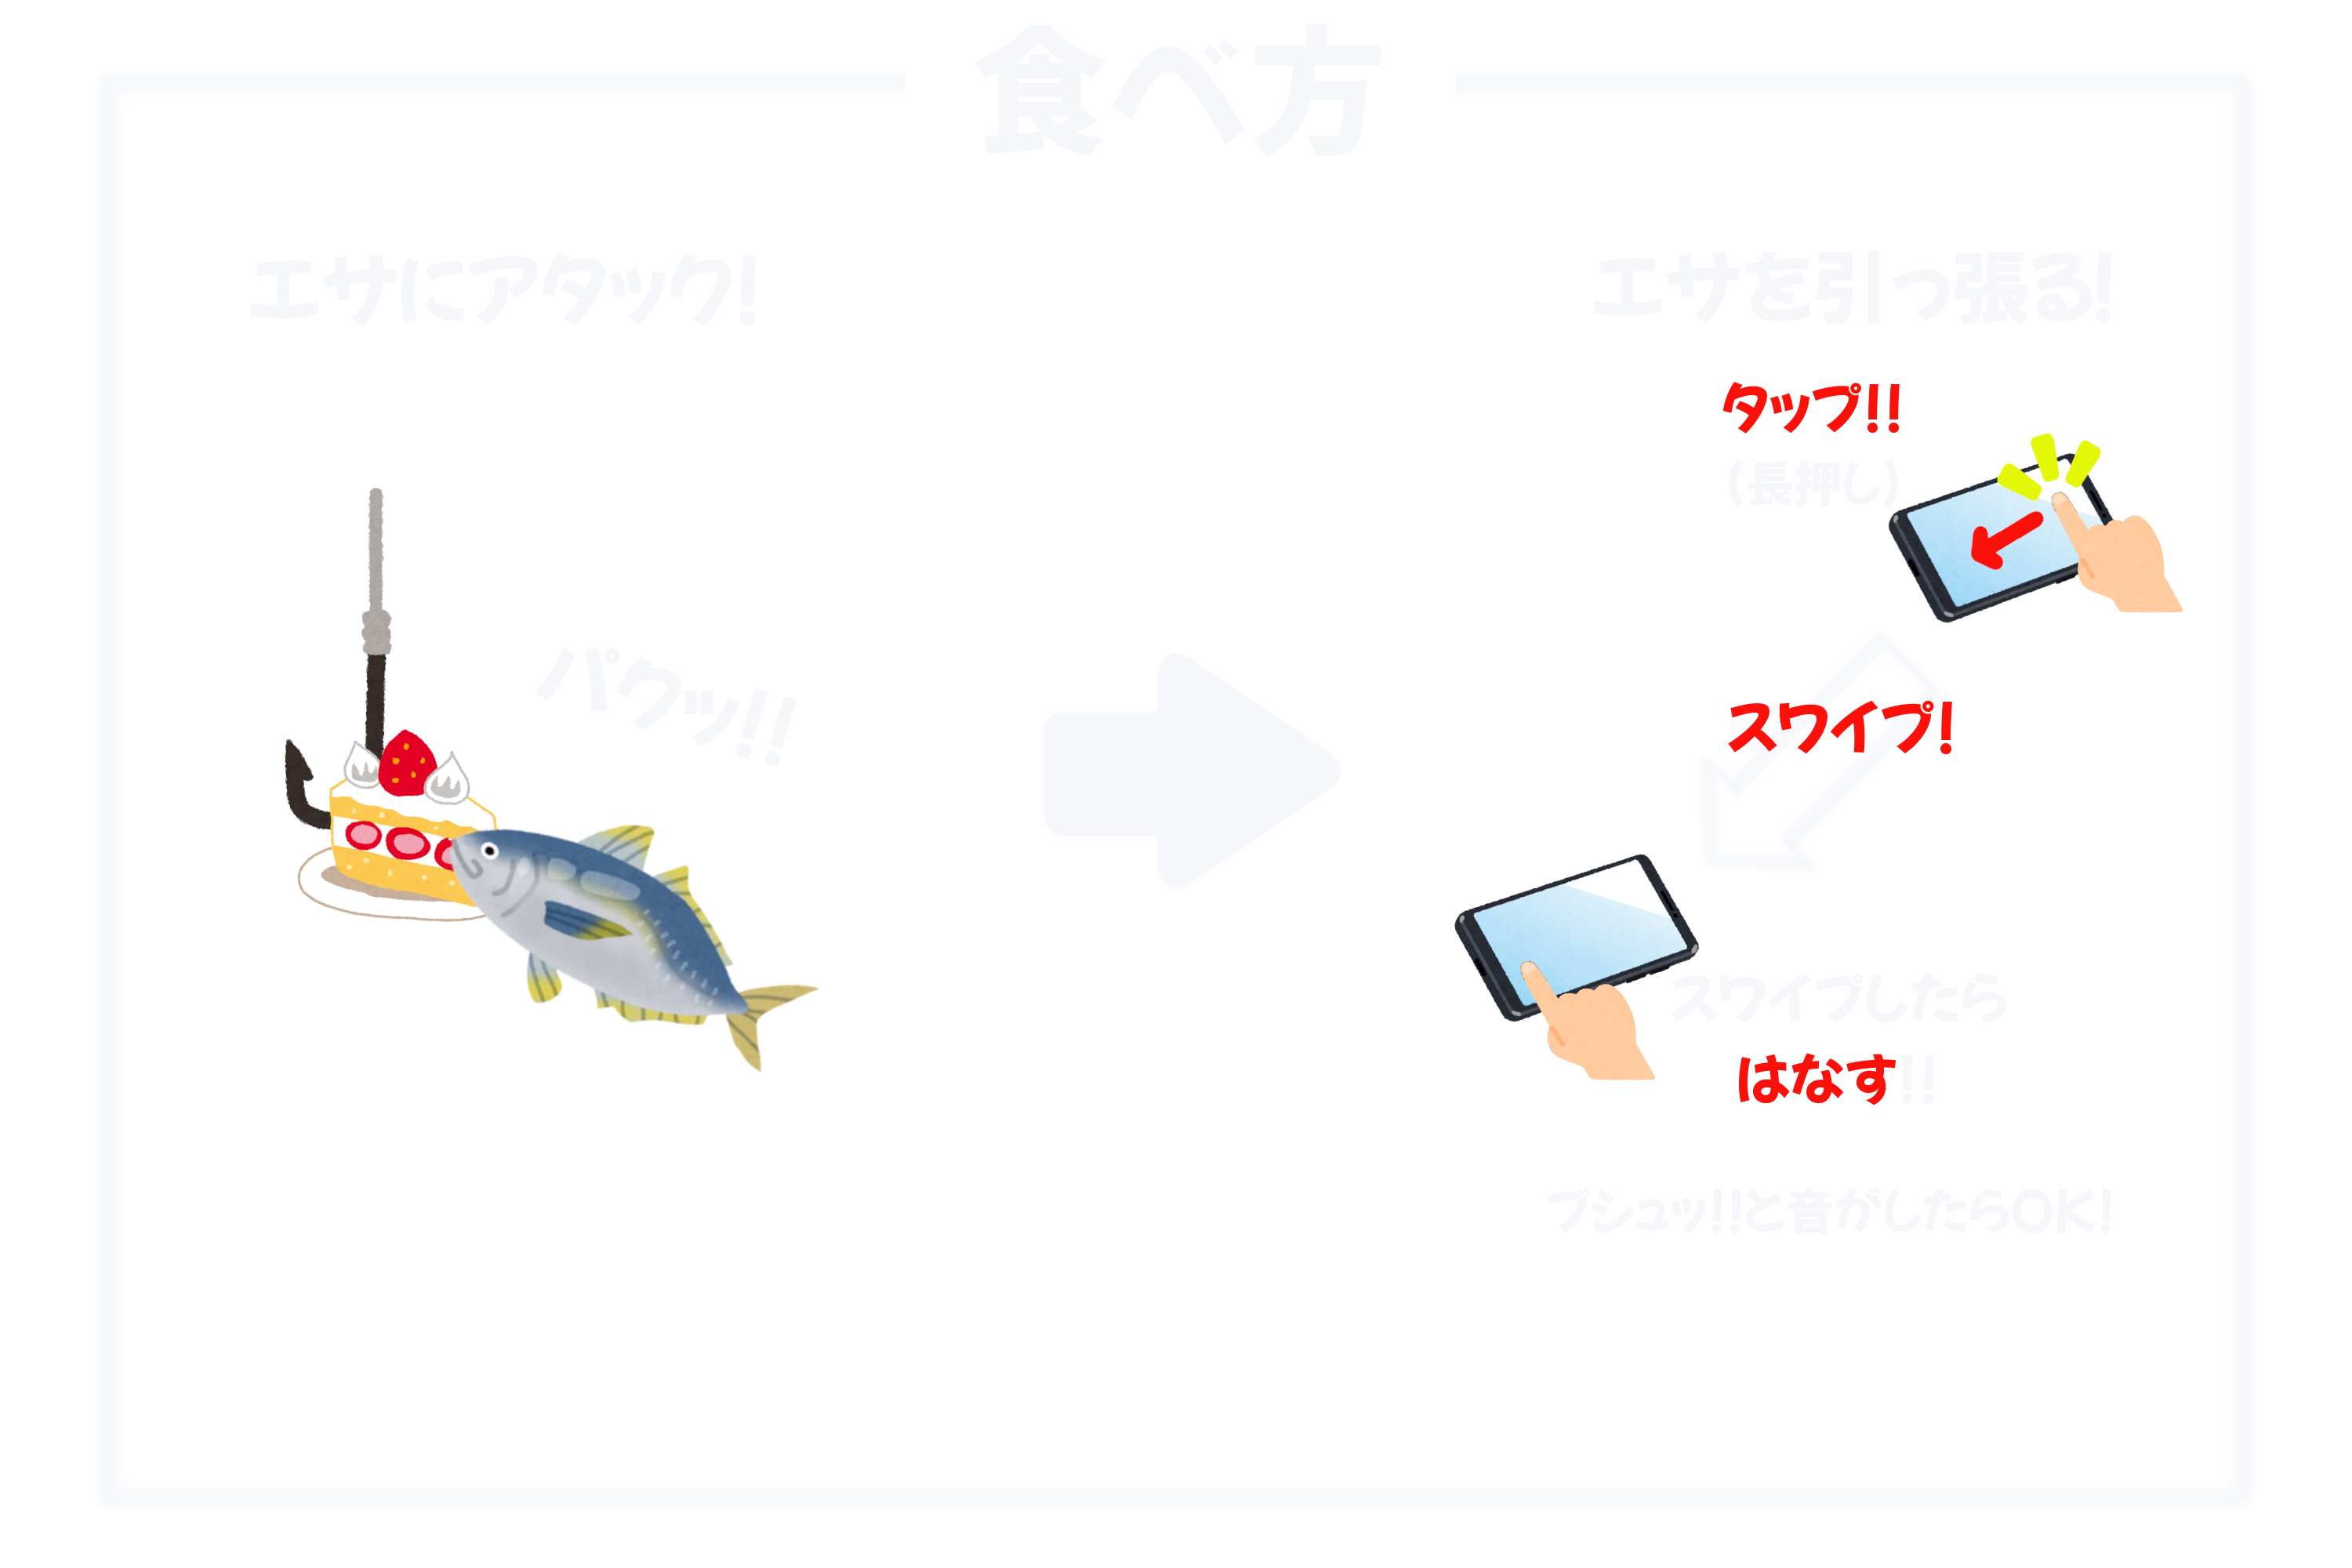 食べ方
エサにアタック!
パクッ!!
エサを引っ張る!
タップ!!
(長押し)
スワイプ!
スワイプしたら
はなす!!
ブシュッ!!と音がしたらOK!